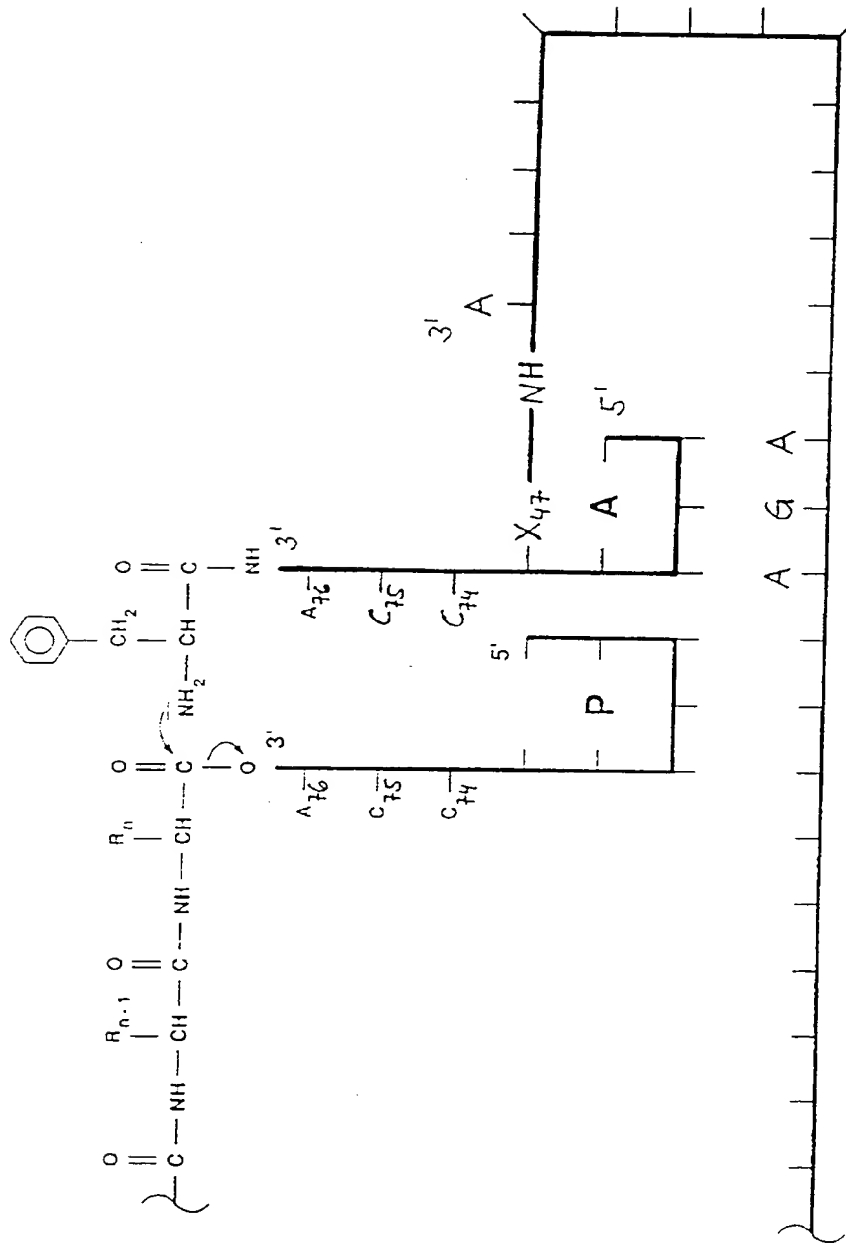 O R n-1 O R n O CH2 O
C — NH — CH — C — NH — CH — C NH2 — CH — C
O NH
3' 3'
A76 A76
C75 C75
C74 C74
3'
A
5' X47 — NH
P A 5'
A G A